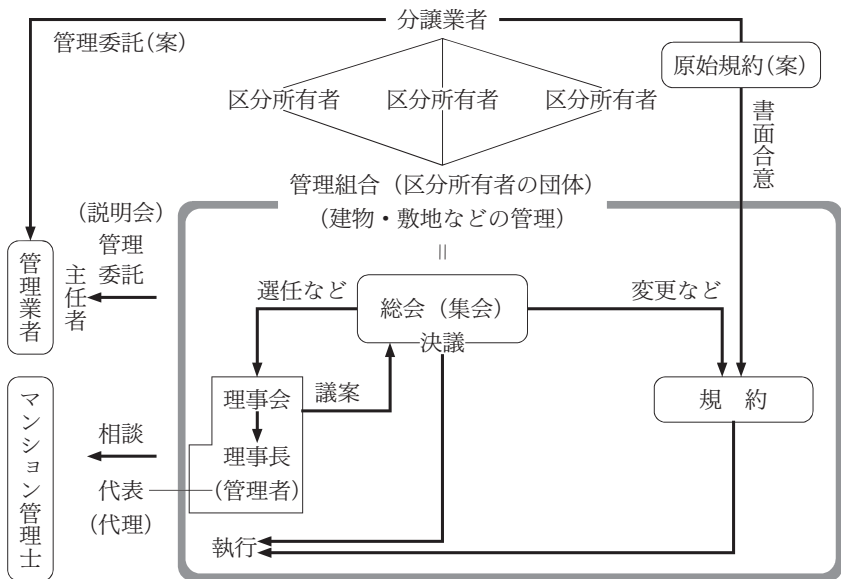 分譲業者
管理委託(案)
原始規約(案)
区分所有者
区分所有者
区分所有者
書面合意
管理組合（区分所有者の団体）
（建物・敷地などの管理）
＝
（説明会）
管理
委託
主任者
管理業者
選任など
総会（集会）
決議
変更など
理事会
議案
規　約
マンション管理士
相談
理事長
代表
(管理者)
(代理)
執行